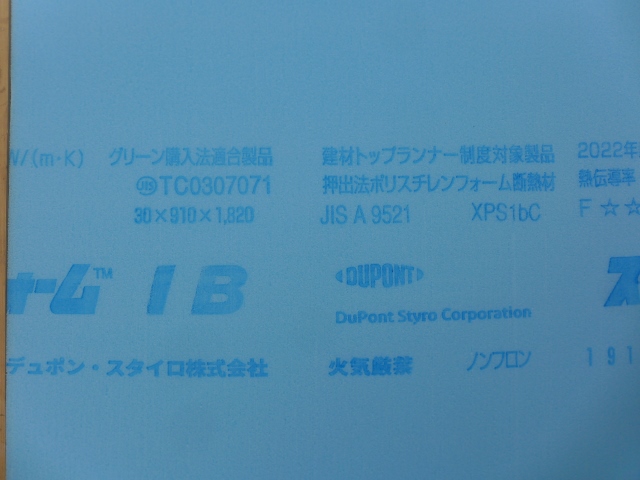 W/(m·K) グリーン購入法適合製品 建材トップランナー制度対象製品 2022年
TC0307071 押出法ポリスチレンフォーム断熱材 熱伝導率
30×910×1,820 JIS A 9521 XPS1bC F☆☆
ォーム™ IB DUPONT ス
DuPont Styro Corporation
デュポン・スタイロ株式会社 火気厳禁 ノンフロン 191